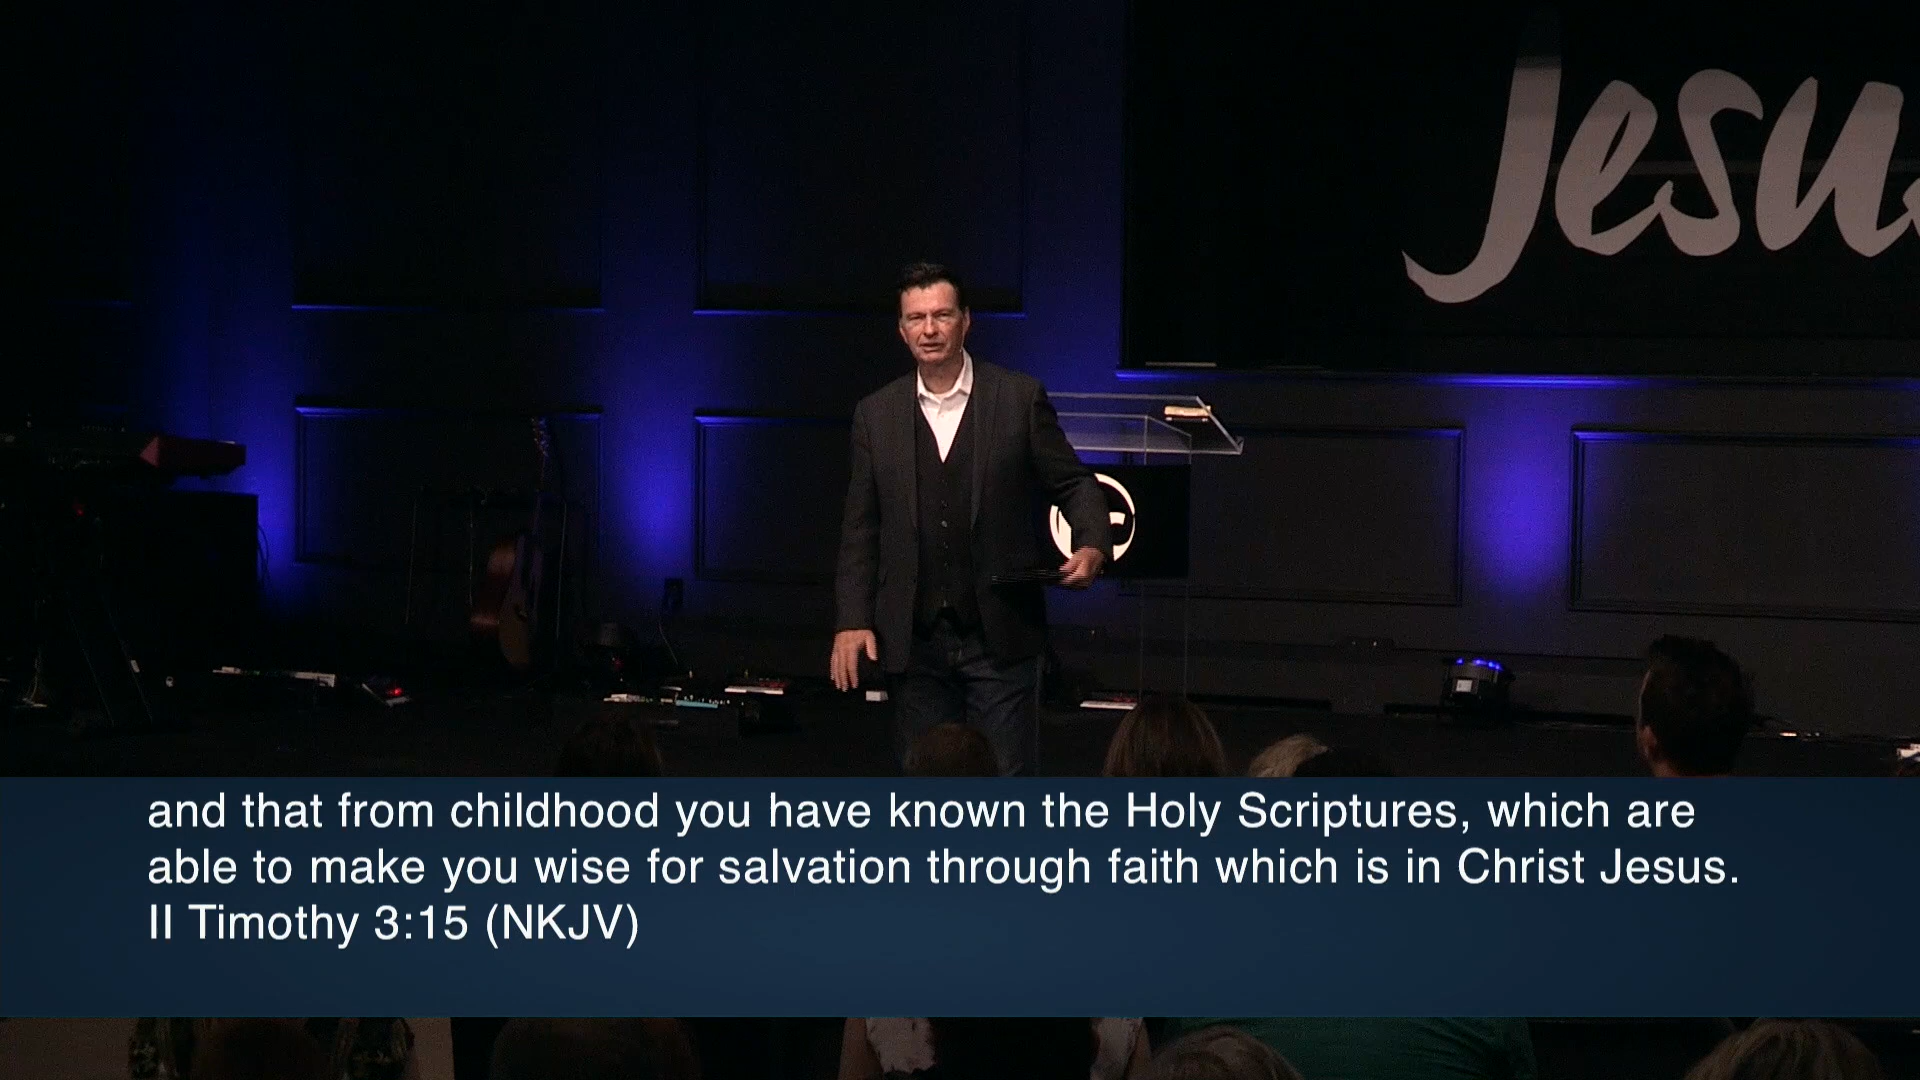 Jesu
and that from childhood you have known the Holy Scriptures, which are
able to make you wise for salvation through faith which is in Christ Jesus.
II Timothy 3:15 (NKJV)